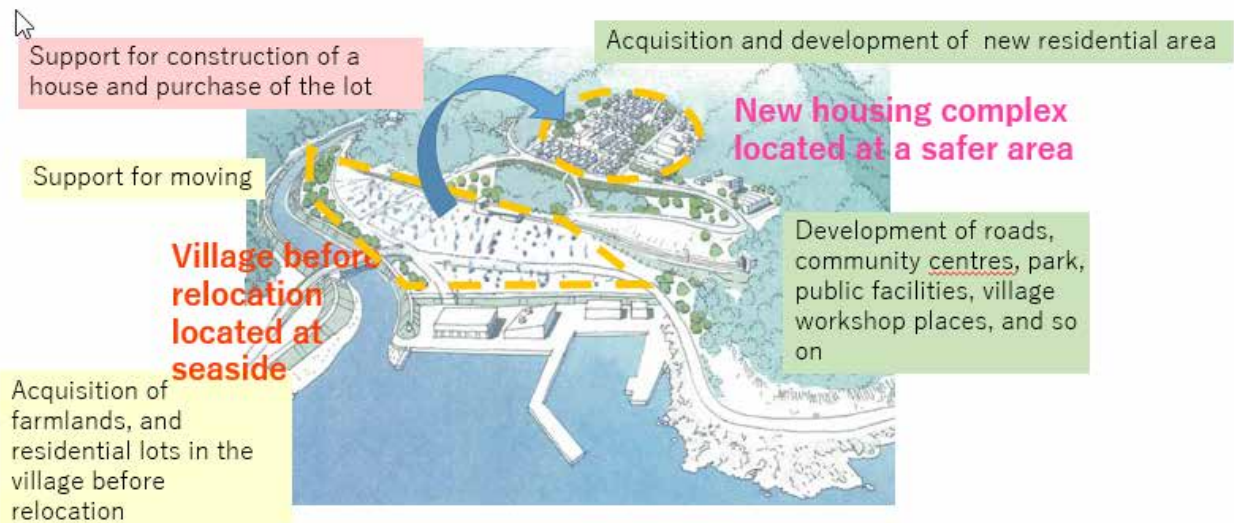 Support for construction of a
house and purchase of the lot
Acquisition and development of  new residential area
New housing complex
located at a safer area
Support for moving
Village before
relocation
located at
seaside
Development of roads,
community centres, park,
public facilities, village
workshop places, and so
on
Acquisition of
farmlands, and
residential lots in the
village before
relocation